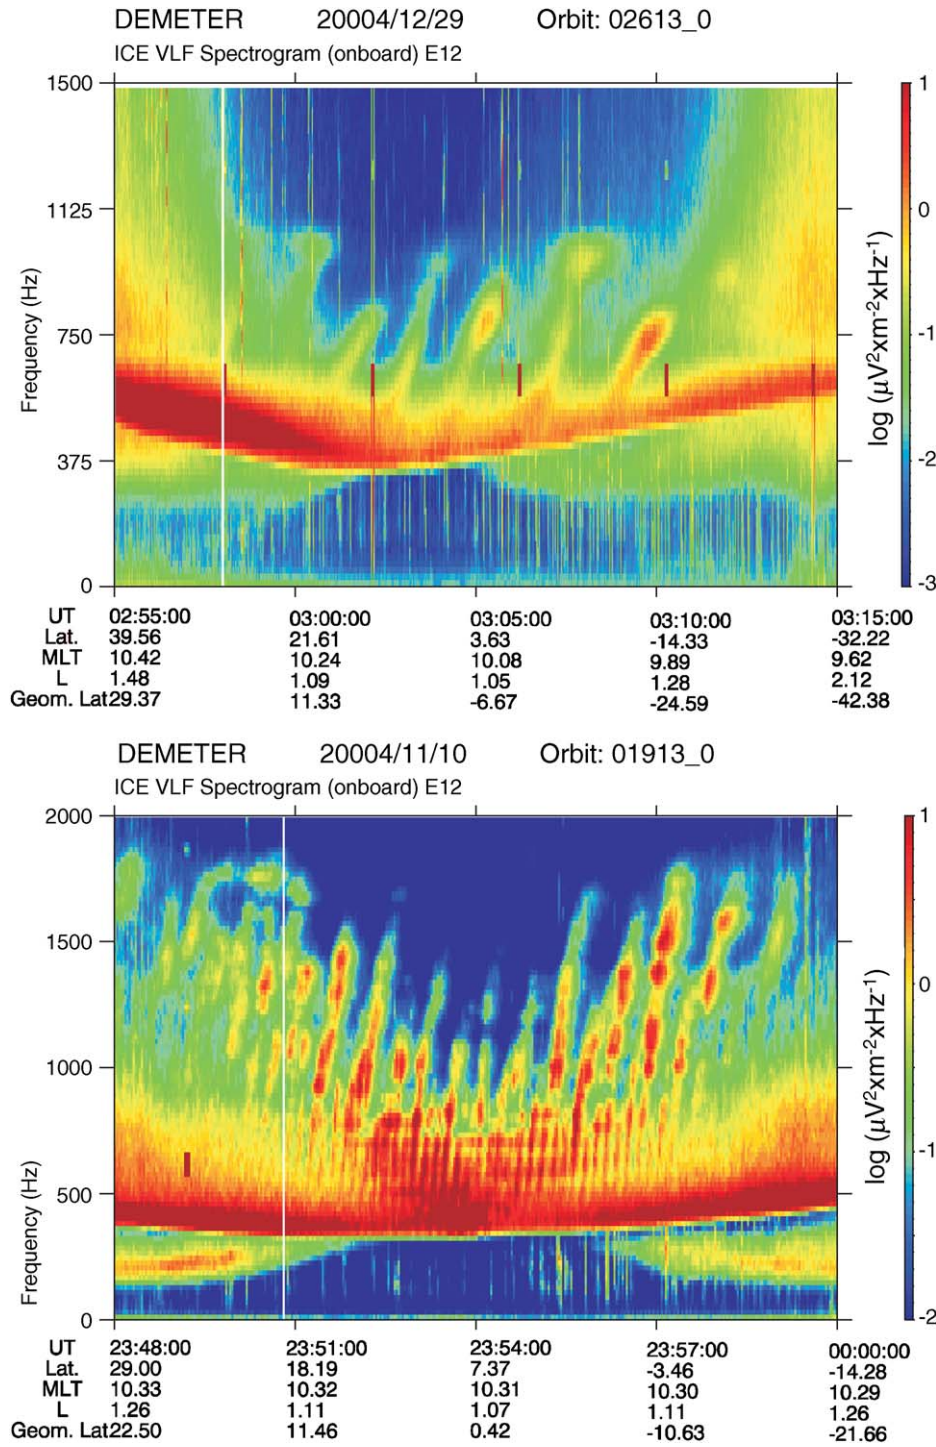 DEMETER 20004/12/29 Orbit: 02613_0
ICE VLF Spectrogram (onboard) E12
1500
1125
750
375
0
Frequency (Hz)
1
0
-1
-2
-3
log (μV²xm⁻²xHz⁻¹)
UT 02:55:00 03:00:00 03:05:00 03:10:00 03:15:00
Lat. 39.56 21.61 3.63 -14.33 -32.22
MLT 10.42 10.24 10.08 9.89 9.62
L 1.48 1.09 1.05 1.28 2.12
Geom. Lat 29.37 11.33 -6.67 -24.59 -42.38
DEMETER 20004/11/10 Orbit: 01913_0
ICE VLF Spectrogram (onboard) E12
2000
1500
1000
500
0
Frequency (Hz)
1
0
-1
-2
log (μV²xm⁻²xHz⁻¹)
UT 23:48:00 23:51:00 23:54:00 23:57:00 00:00:00
Lat. 29.00 18.19 7.37 -3.46 -14.28
MLT 10.33 10.32 10.31 10.30 10.29
L 1.26 1.11 1.07 1.11 1.26
Geom. Lat 22.50 11.46 0.42 -10.63 -21.66